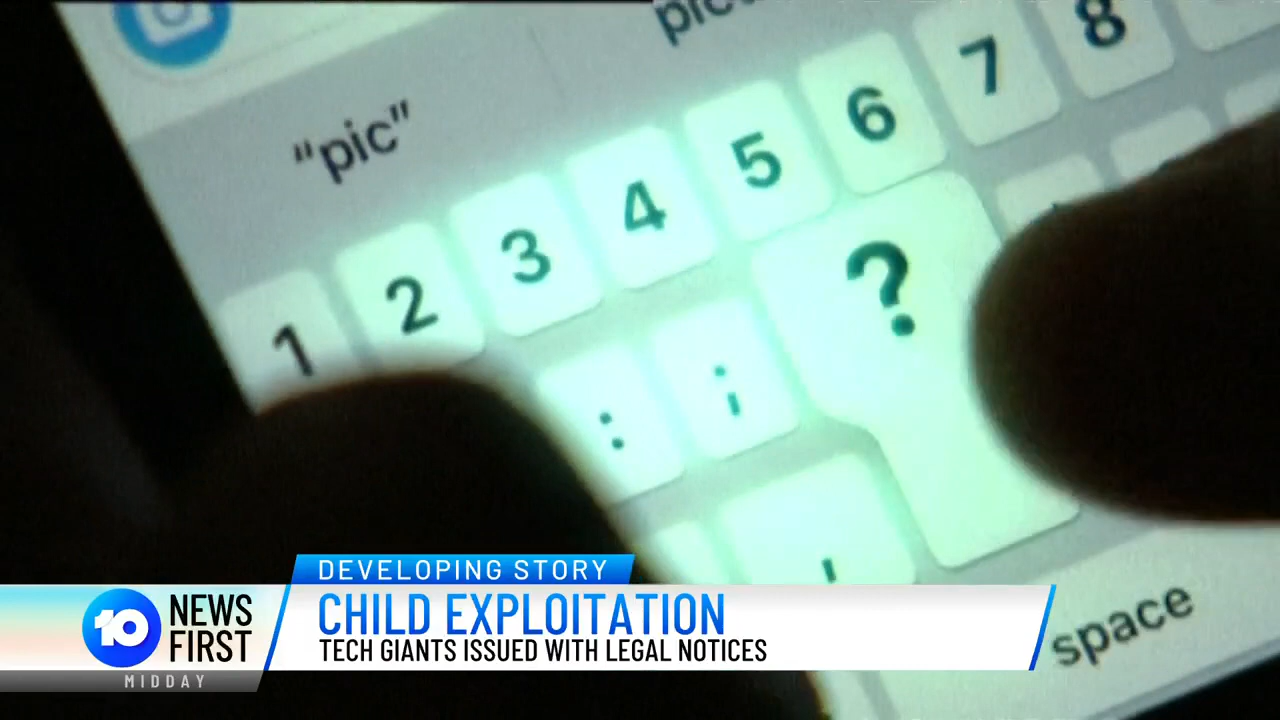 "pic"
1 2 3 4 5 6 7 8
: ; ?
space
DEVELOPING STORY
10 NEWS FIRST
MIDDAY
CHILD EXPLOITATION
TECH GIANTS ISSUED WITH LEGAL NOTICES